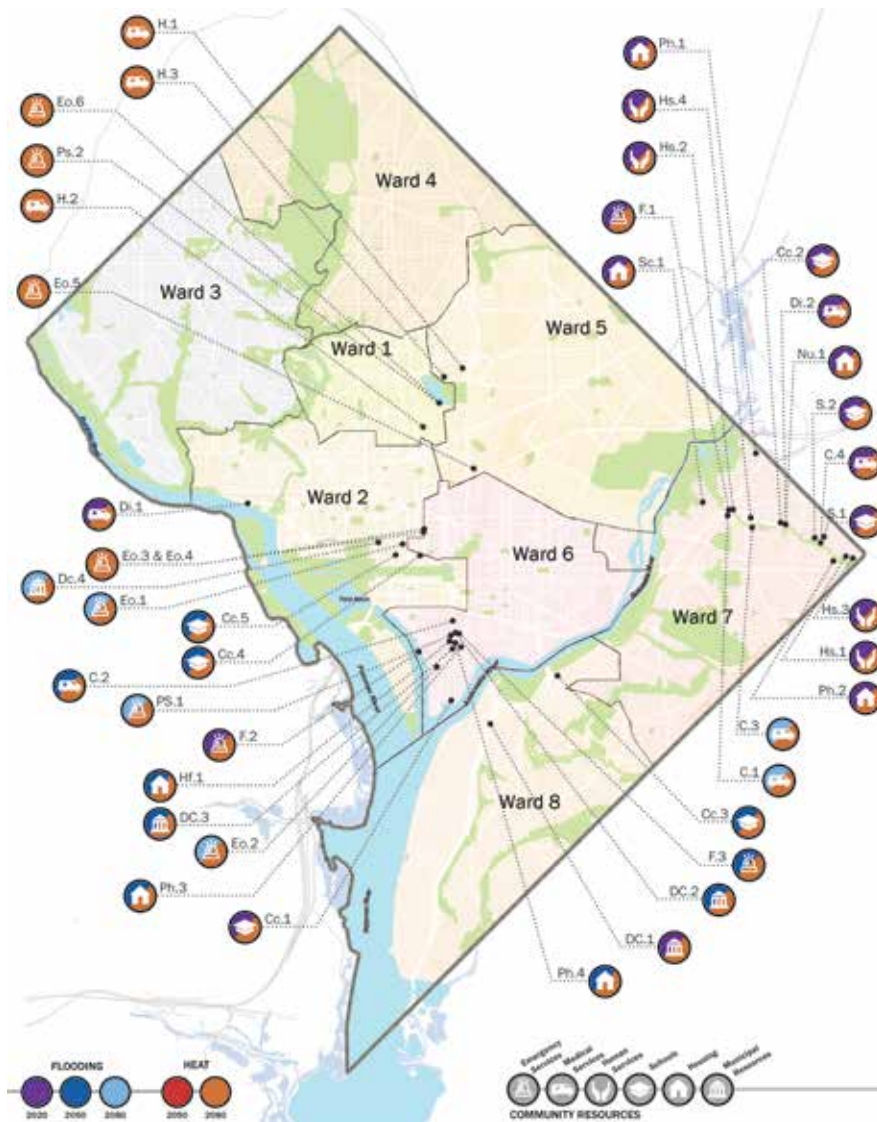 H.1
H.3
Eo.6
Ps.2
H.2
Eo.5
Ph.1
Hs.4
Hs.2
F.1
Sc.1
Cc.2
Di.2
Nu.1
S.2
C.4
S.1
Ward 4
Ward 3
Ward 5
Ward 1
Ward 2
Ward 6
Ward 7
Ward 8
Di.1
Eo.3 & Eo.4
Dc.4
Eo.1
Cc.5
Cc.4
C.2
PS.1
F.2
Hf.1
DC.3
Eo.2
Ph.3
Cc.1
Hs.3
Hs.1
Ph.2
C.3
C.1
Cc.3
F.3
DC.2
DC.1
Ph.4
FLOODING
HEAT
2020
2050
2080
2050
2080
Emergency Services
Medical Services
Human Services
Schools
Housing
Municipal Resources
COMMUNITY RESOURCES